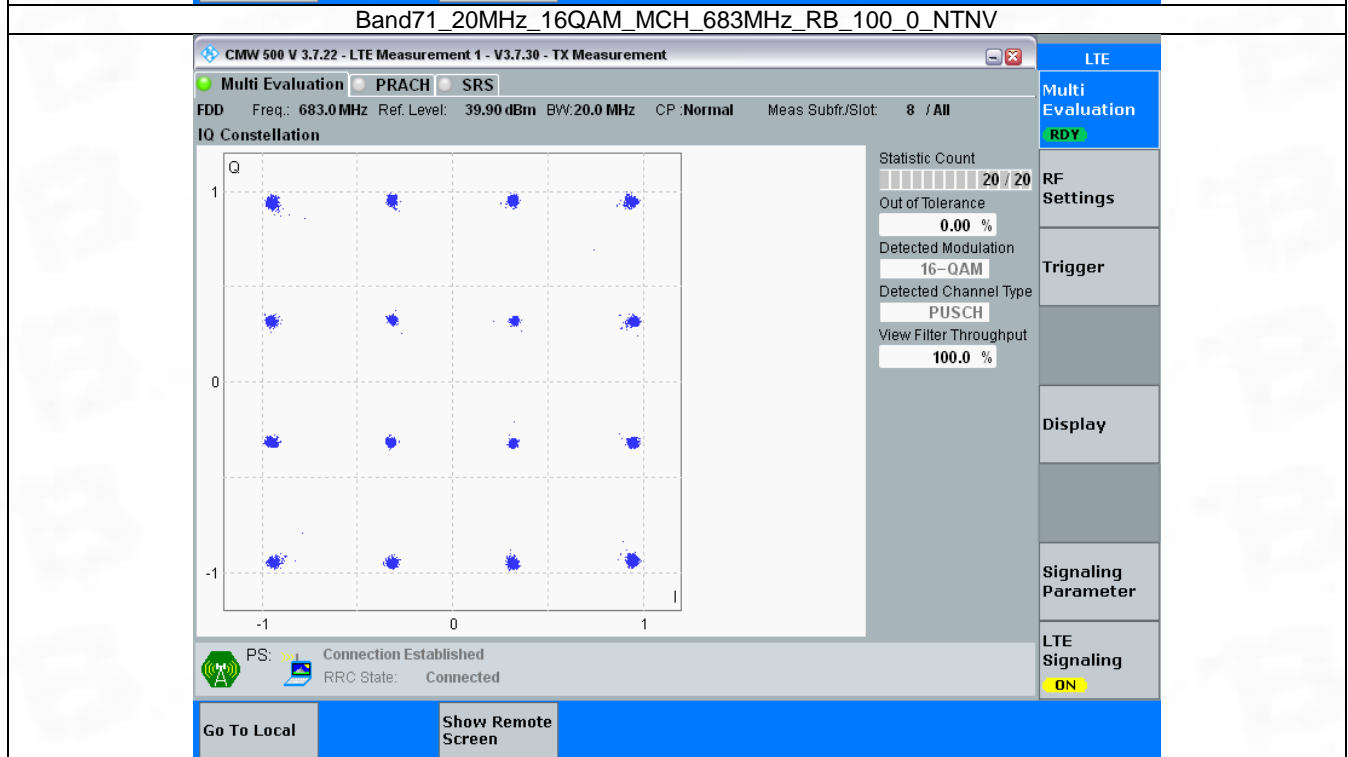 Band71_20MHz_16QAM_MCH_683MHz_RB_100_0_NTNV
CMW 500 V 3.7.22 - LTE Measurement 1 - V3.7.30 - TX Measurement
LTE
Multi Evaluation PRACH SRS
FDD Freq.: 683.0 MHz Ref. Level: 39.90 dBm BW:20.0 MHz CP :Normal Meas Subfr./Slot: 8 / All
IQ Constellation
Q
1
0
-1
-1 0 1
I
Statistic Count
20 / 20
Out of Tolerance
0.00 %
Detected Modulation
16-QAM
Detected Channel Type
PUSCH
View Filter Throughput
100.0 %
Multi
Evaluation
RDY
RF
Settings
Trigger
Display
Signaling
Parameter
LTE
Signaling
ON
PS: Connection Established
RRC State: Connected
Go To Local
Show Remote
Screen